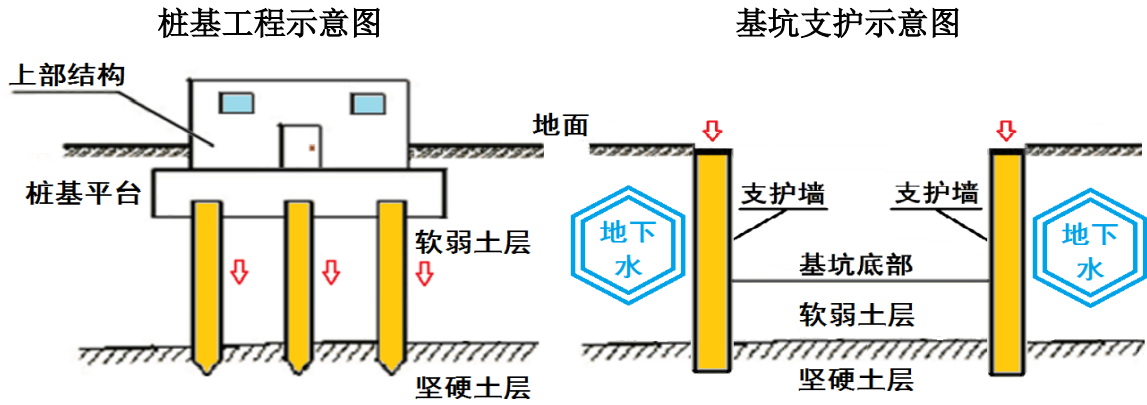 桩基工程示意图
基坑支护示意图
上部结构
地面
桩基平台
支护墙
支护墙
地下
水
地下
水
软弱土层
基坑底部
软弱土层
坚硬土层
坚硬土层